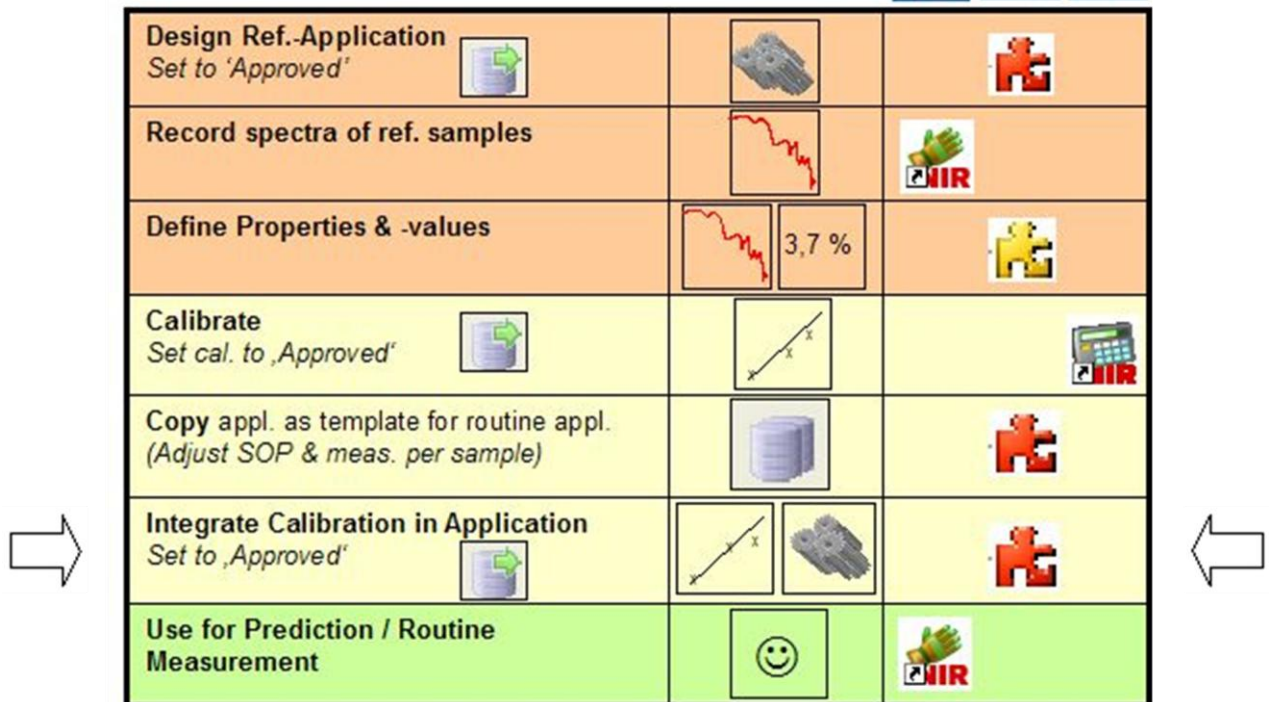 Design Ref.-Application
Set to ‘Approved’
Record spectra of ref. samples
NIR
Define Properties & -values
3,7 %
Calibrate
Set cal. to ‚Approved‘
NIR
Copy appl. as template for routine appl.
(Adjust SOP & meas. per sample)
Integrate Calibration in Application
Set to ‚Approved‘
Use for Prediction / Routine
Measurement
NIR